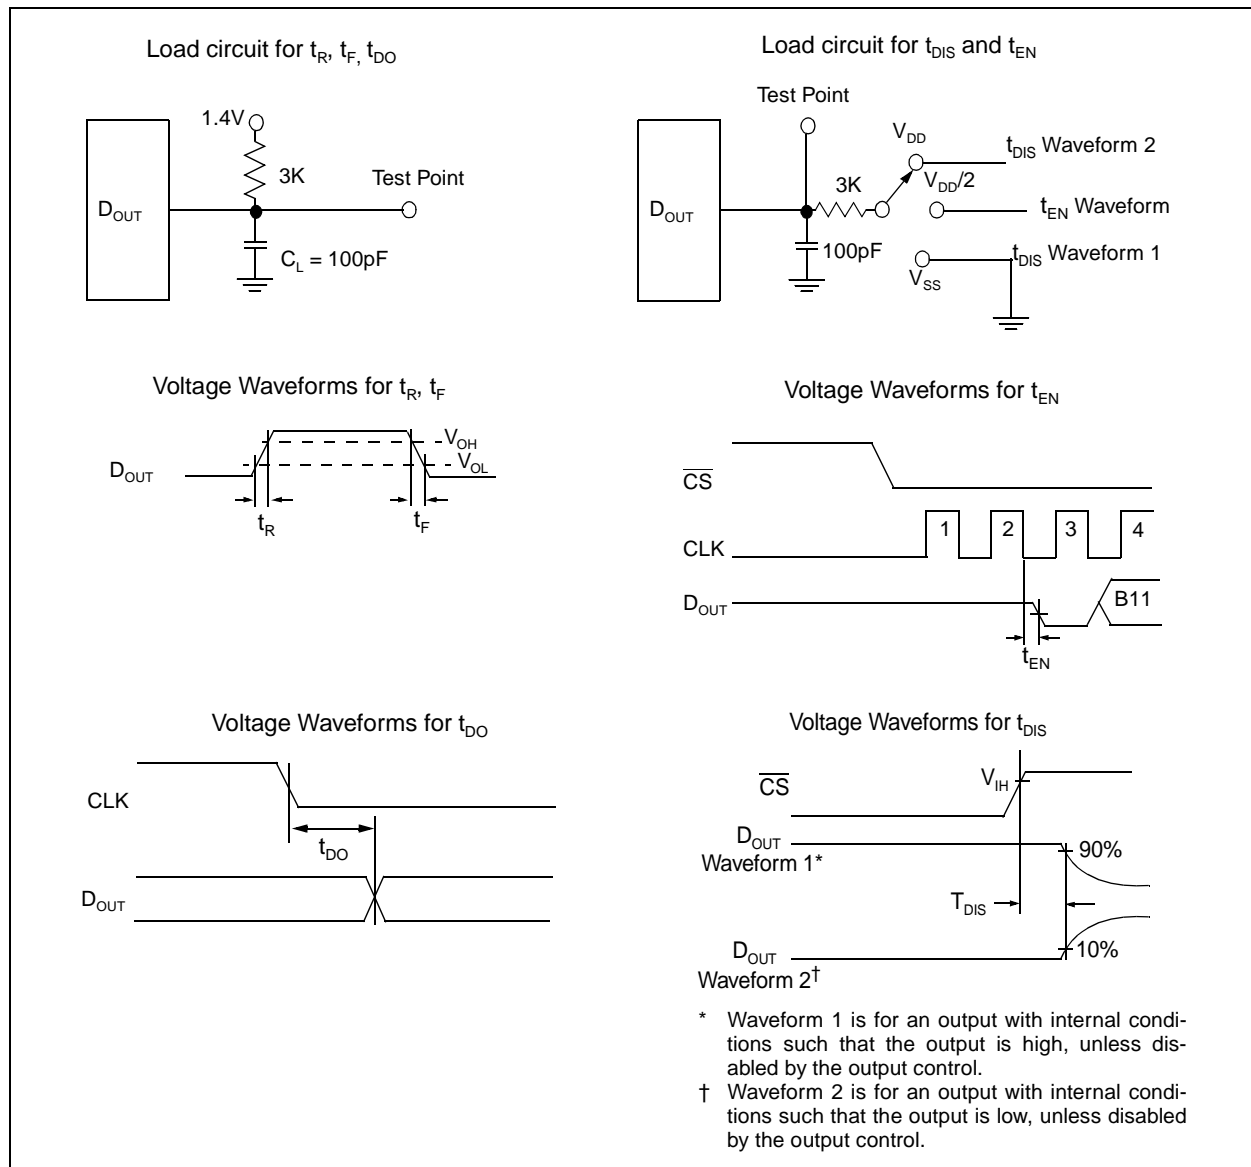 Load circuit for tR, tF, tDO
1.4V
3K
Test Point
DOUT
CL = 100pF
Load circuit for tDIS and tEN
Test Point
VDD
tDIS Waveform 2
3K
VDD/2
DOUT
tEN Waveform
100pF
tDIS Waveform 1
VSS
Voltage Waveforms for tR, tF
VOH
VOL
DOUT
tR
tF
Voltage Waveforms for tEN
CS
1 2 3 4
CLK
DOUT
B11
tEN
Voltage Waveforms for tDO
CLK
tDO
DOUT
Voltage Waveforms for tDIS
VIH
CS
DOUT
Waveform 1*
90%
TDIS
DOUT
10%
Waveform 2†
* Waveform 1 is for an output with internal condi-
tions such that the output is high, unless dis-
abled by the output control.
† Waveform 2 is for an output with internal condi-
tions such that the output is low, unless disabled
by the output control.